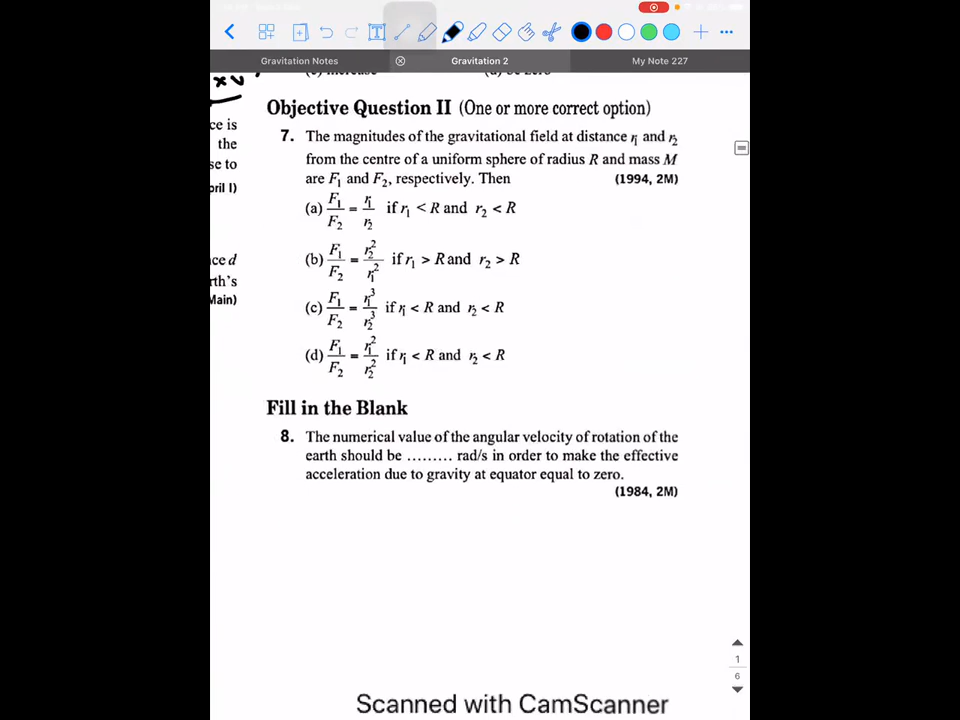 Gravitation Notes
Gravitation 2
My Note 227
Objective Question II (One or more correct option)
7. The magnitudes of the gravitational field at distance r₁ and r₂
from the centre of a uniform sphere of radius R and mass M
are F₁ and F₂, respectively. Then (1994, 2M)
(a) F₁/F₂ = r₁/r₂ if r₁ < R and r₂ < R
(b) F₁/F₂ = r₂²/r₁² if r₁ > R and r₂ > R
(c) F₁/F₂ = r₁³/r₂³ if r₁ < R and r₂ < R
(d) F₁/F₂ = r₁²/r₂² if r₁ < R and r₂ < R
Fill in the Blank
8. The numerical value of the angular velocity of rotation of the
earth should be ......... rad/s in order to make the effective
acceleration due to gravity at equator equal to zero.
(1984, 2M)
ce is
the
se to
pril I)
ce d
rth's
Main)
1
6
Scanned with CamScanner